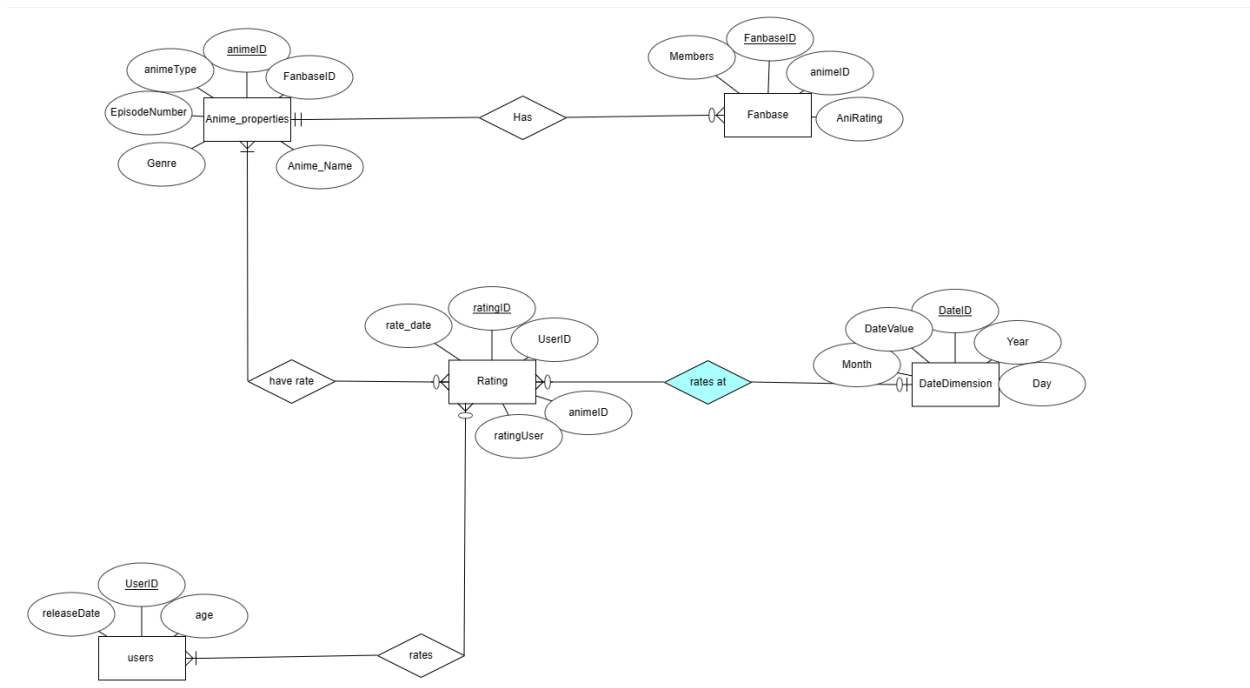 animeID
FanbaseID
animeType
FanbaseID
Members
animeID
EpisodeNumber
Anime_properties
Has
Fanbase
AniRating
Genre
Anime_Name
ratingID
rate_date
UserID
DateID
DateValue
Year
Month
have rate
Rating
rates at
DateDimension
Day
animeID
ratingUser
UserID
releaseDate
age
users
rates